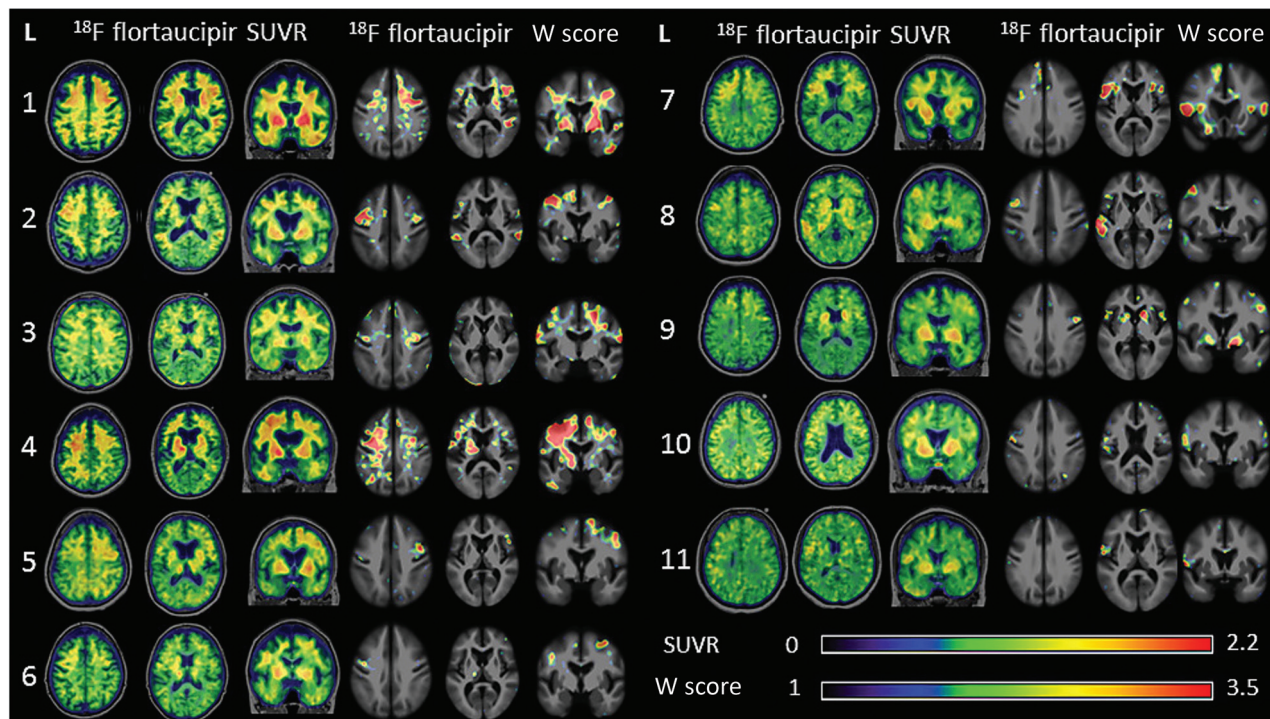 L ¹⁸F flortaucipir SUVR ¹⁸F flortaucipir W score
1
2
3
4
5
6
L ¹⁸F flortaucipir SUVR ¹⁸F flortaucipir W score
7
8
9
10
11
SUVR 0 2.2
W score 1 3.5